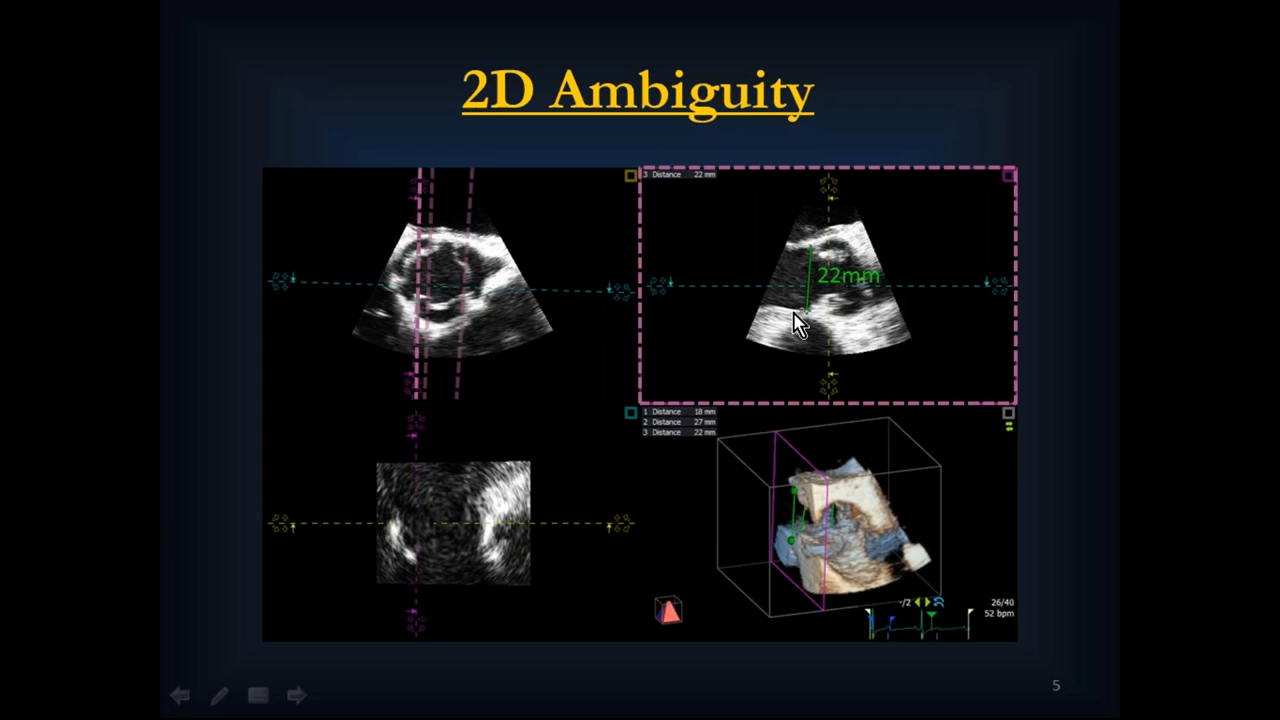 2D Ambiguity
3 Distance 22 mm
22mm
1 Distance 18 mm
2 Distance 27 mm
3 Distance 22 mm
-/2
26/40
52 bpm
5